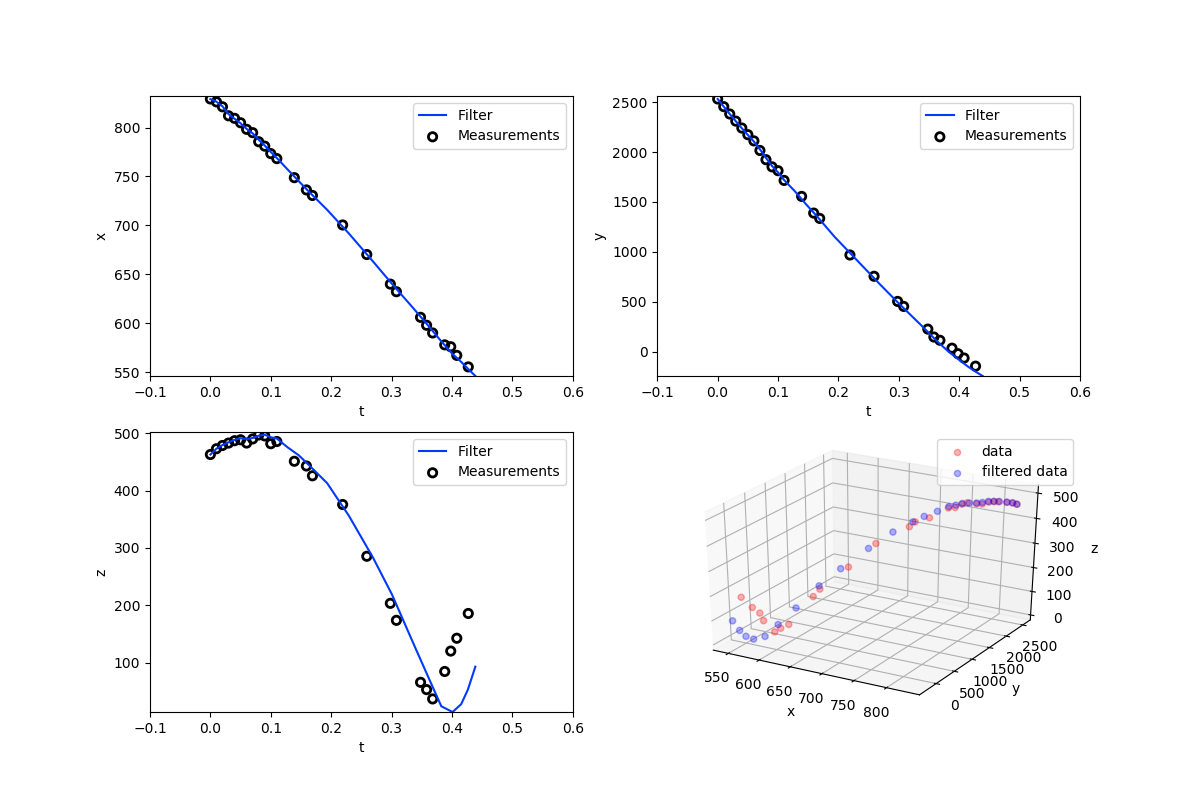 800
750
700
650
600
550
x
−0.1 0.0 0.1 0.2 0.3 0.4 0.5 0.6
t
Filter
Measurements
2500
2000
1500
1000
500
0
y
−0.1 0.0 0.1 0.2 0.3 0.4 0.5 0.6
t
Filter
Measurements
500
400
300
200
100
z
−0.1 0.0 0.1 0.2 0.3 0.4 0.5 0.6
t
Filter
Measurements
data
filtered data
550 600 650 700 750 800
x
0 500 1000 1500 2000 2500
y
0 100 200 300 400 500
z